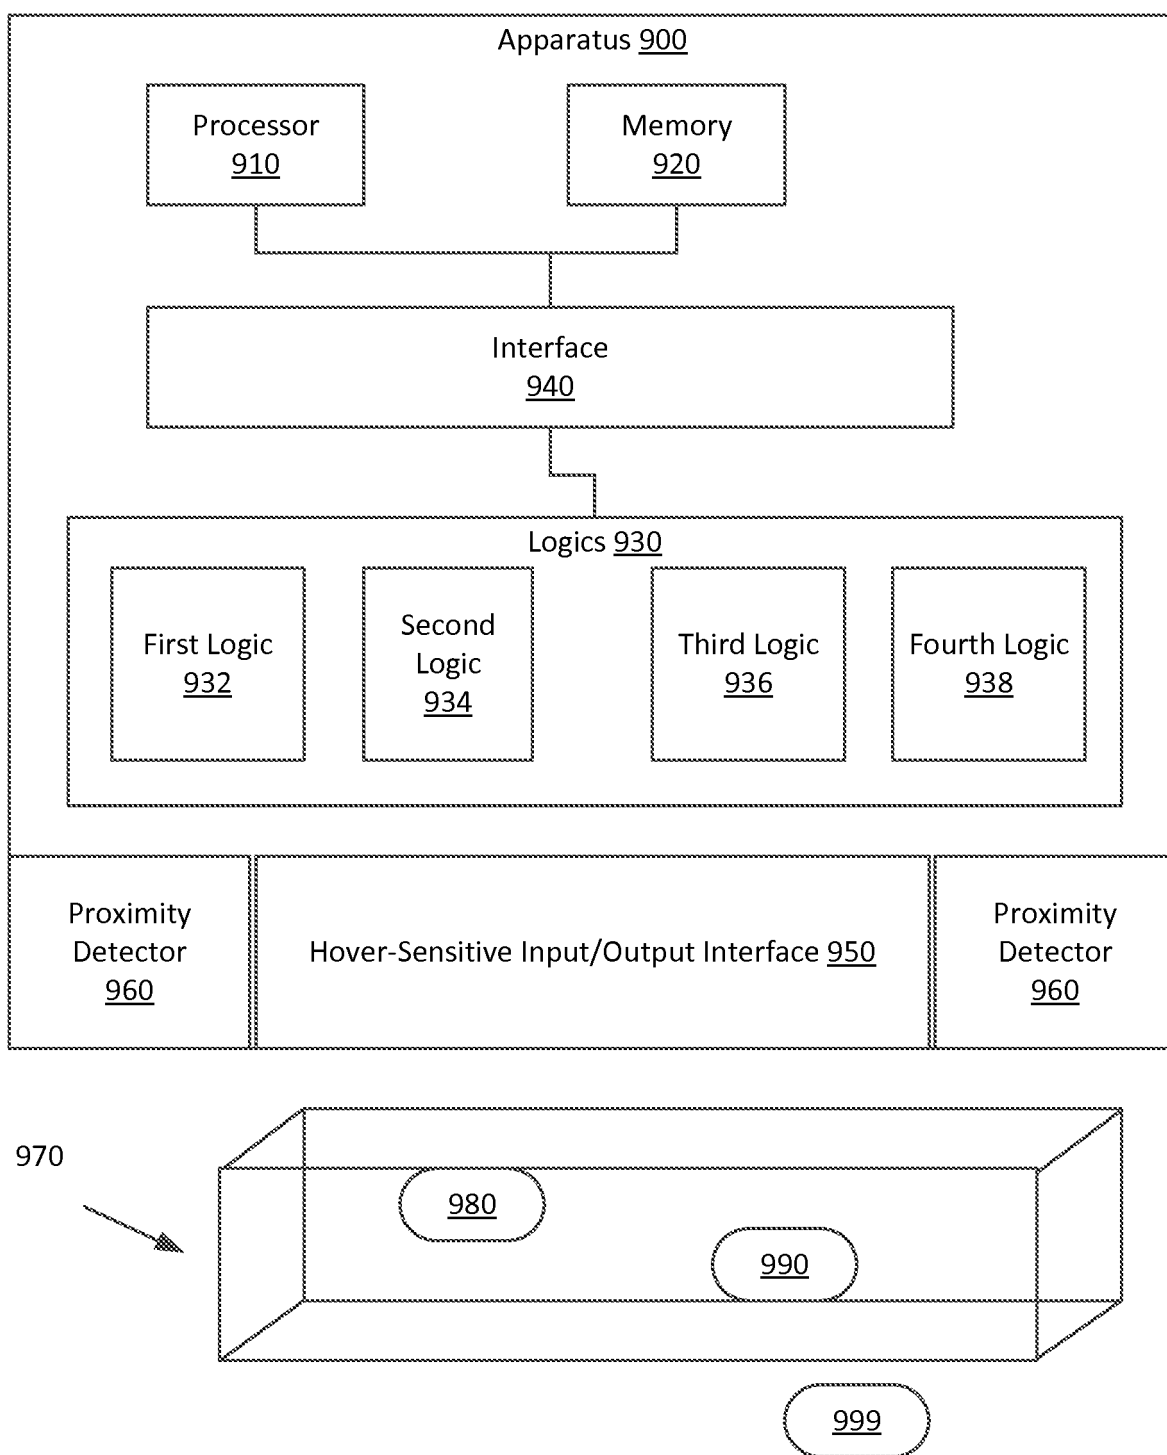 Apparatus 900
Processor
910
Memory
920
Interface
940
Logics 930
First Logic
932
Second
Logic
934
Third Logic
936
Fourth Logic
938
Proximity
Detector
960
Hover-Sensitive Input/Output Interface 950
Proximity
Detector
960
970
980
990
999